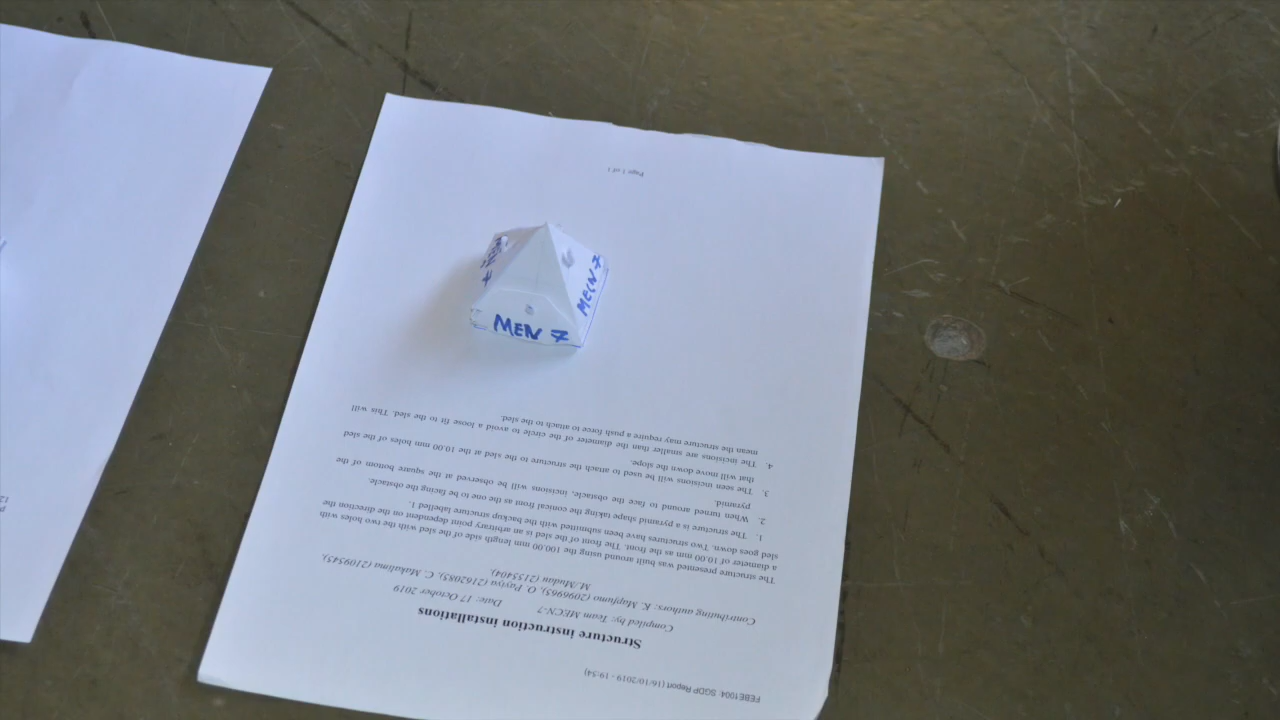 FEBE1004: SGDP Report (16/10/2019 - 19:54)
Structure instruction installations
Compiled by: Team MECN-7 Date: 17 October 2019
Contributing authors: K. Mapfumo (2096965), O. Payiya (2162085), C. Makaluma (2109545),
M. Mudau (2155404)
The structure presented was built around using the 100.00 mm length side of the sled with the two holes with
a diameter of 10.00 mm as the front. The front of the sled is an arbitrary point dependent on the direction the
sled goes down. Two structures have been submitted with the backup structure labelled 1.
1. The structure is a pyramid shape taking the conical front as the one to be facing the obstacle.
2. When turned around to face the obstacle, incisions will be observed at the square bottom of the
pyramid.
3. The seen incisions will be used to attach the structure to the sled at the 10.00 mm holes of the sled
that will move down the slope.
4. The incisions are smaller than the diameter of the circle to avoid a loose fit to the sled. This will
mean the structure may require a push force to attach to the sled.
MEN 7
MECN 7
Page 1 of 1